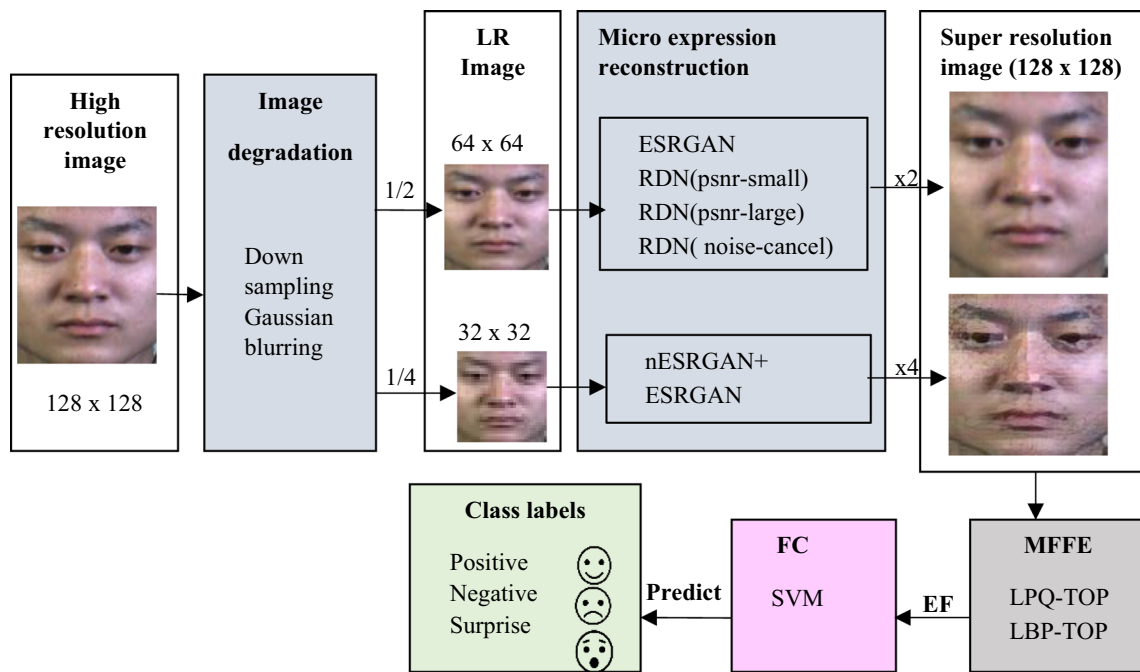 High
resolution
image
128 x 128
Image
degradation
Down
sampling
Gaussian
blurring
1/2
1/4
LR
Image
64 x 64
32 x 32
Micro expression
reconstruction
ESRGAN
RDN(psnr-small)
RDN(psnr-large)
RDN( noise-cancel)
nESRGAN+
ESRGAN
x2
x4
Super resolution
image (128 x 128)
MFFE
LPQ-TOP
LBP-TOP
EF
FC
SVM
Predict
Class labels
Positive
Negative
Surprise